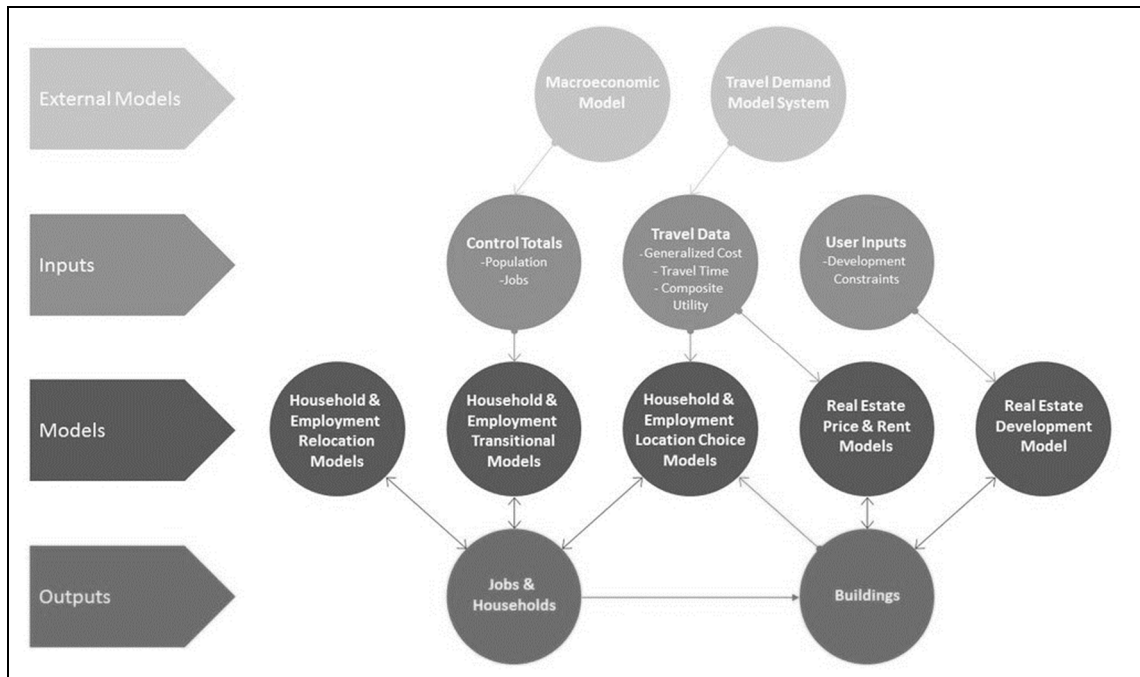 External Models
Macroeconomic
Model
Travel Demand
Model System
Inputs
Control Totals
-Population
-Jobs
Travel Data
-Generalized Cost
- Travel Time
- Composite
Utility
User Inputs
-Development
Constraints
Models
Household &
Employment
Relocation
Models
Household &
Employment
Transitional
Models
Household &
Employment
Location Choice
Models
Real Estate
Price & Rent
Models
Real Estate
Development
Model
Outputs
Jobs &
Households
Buildings